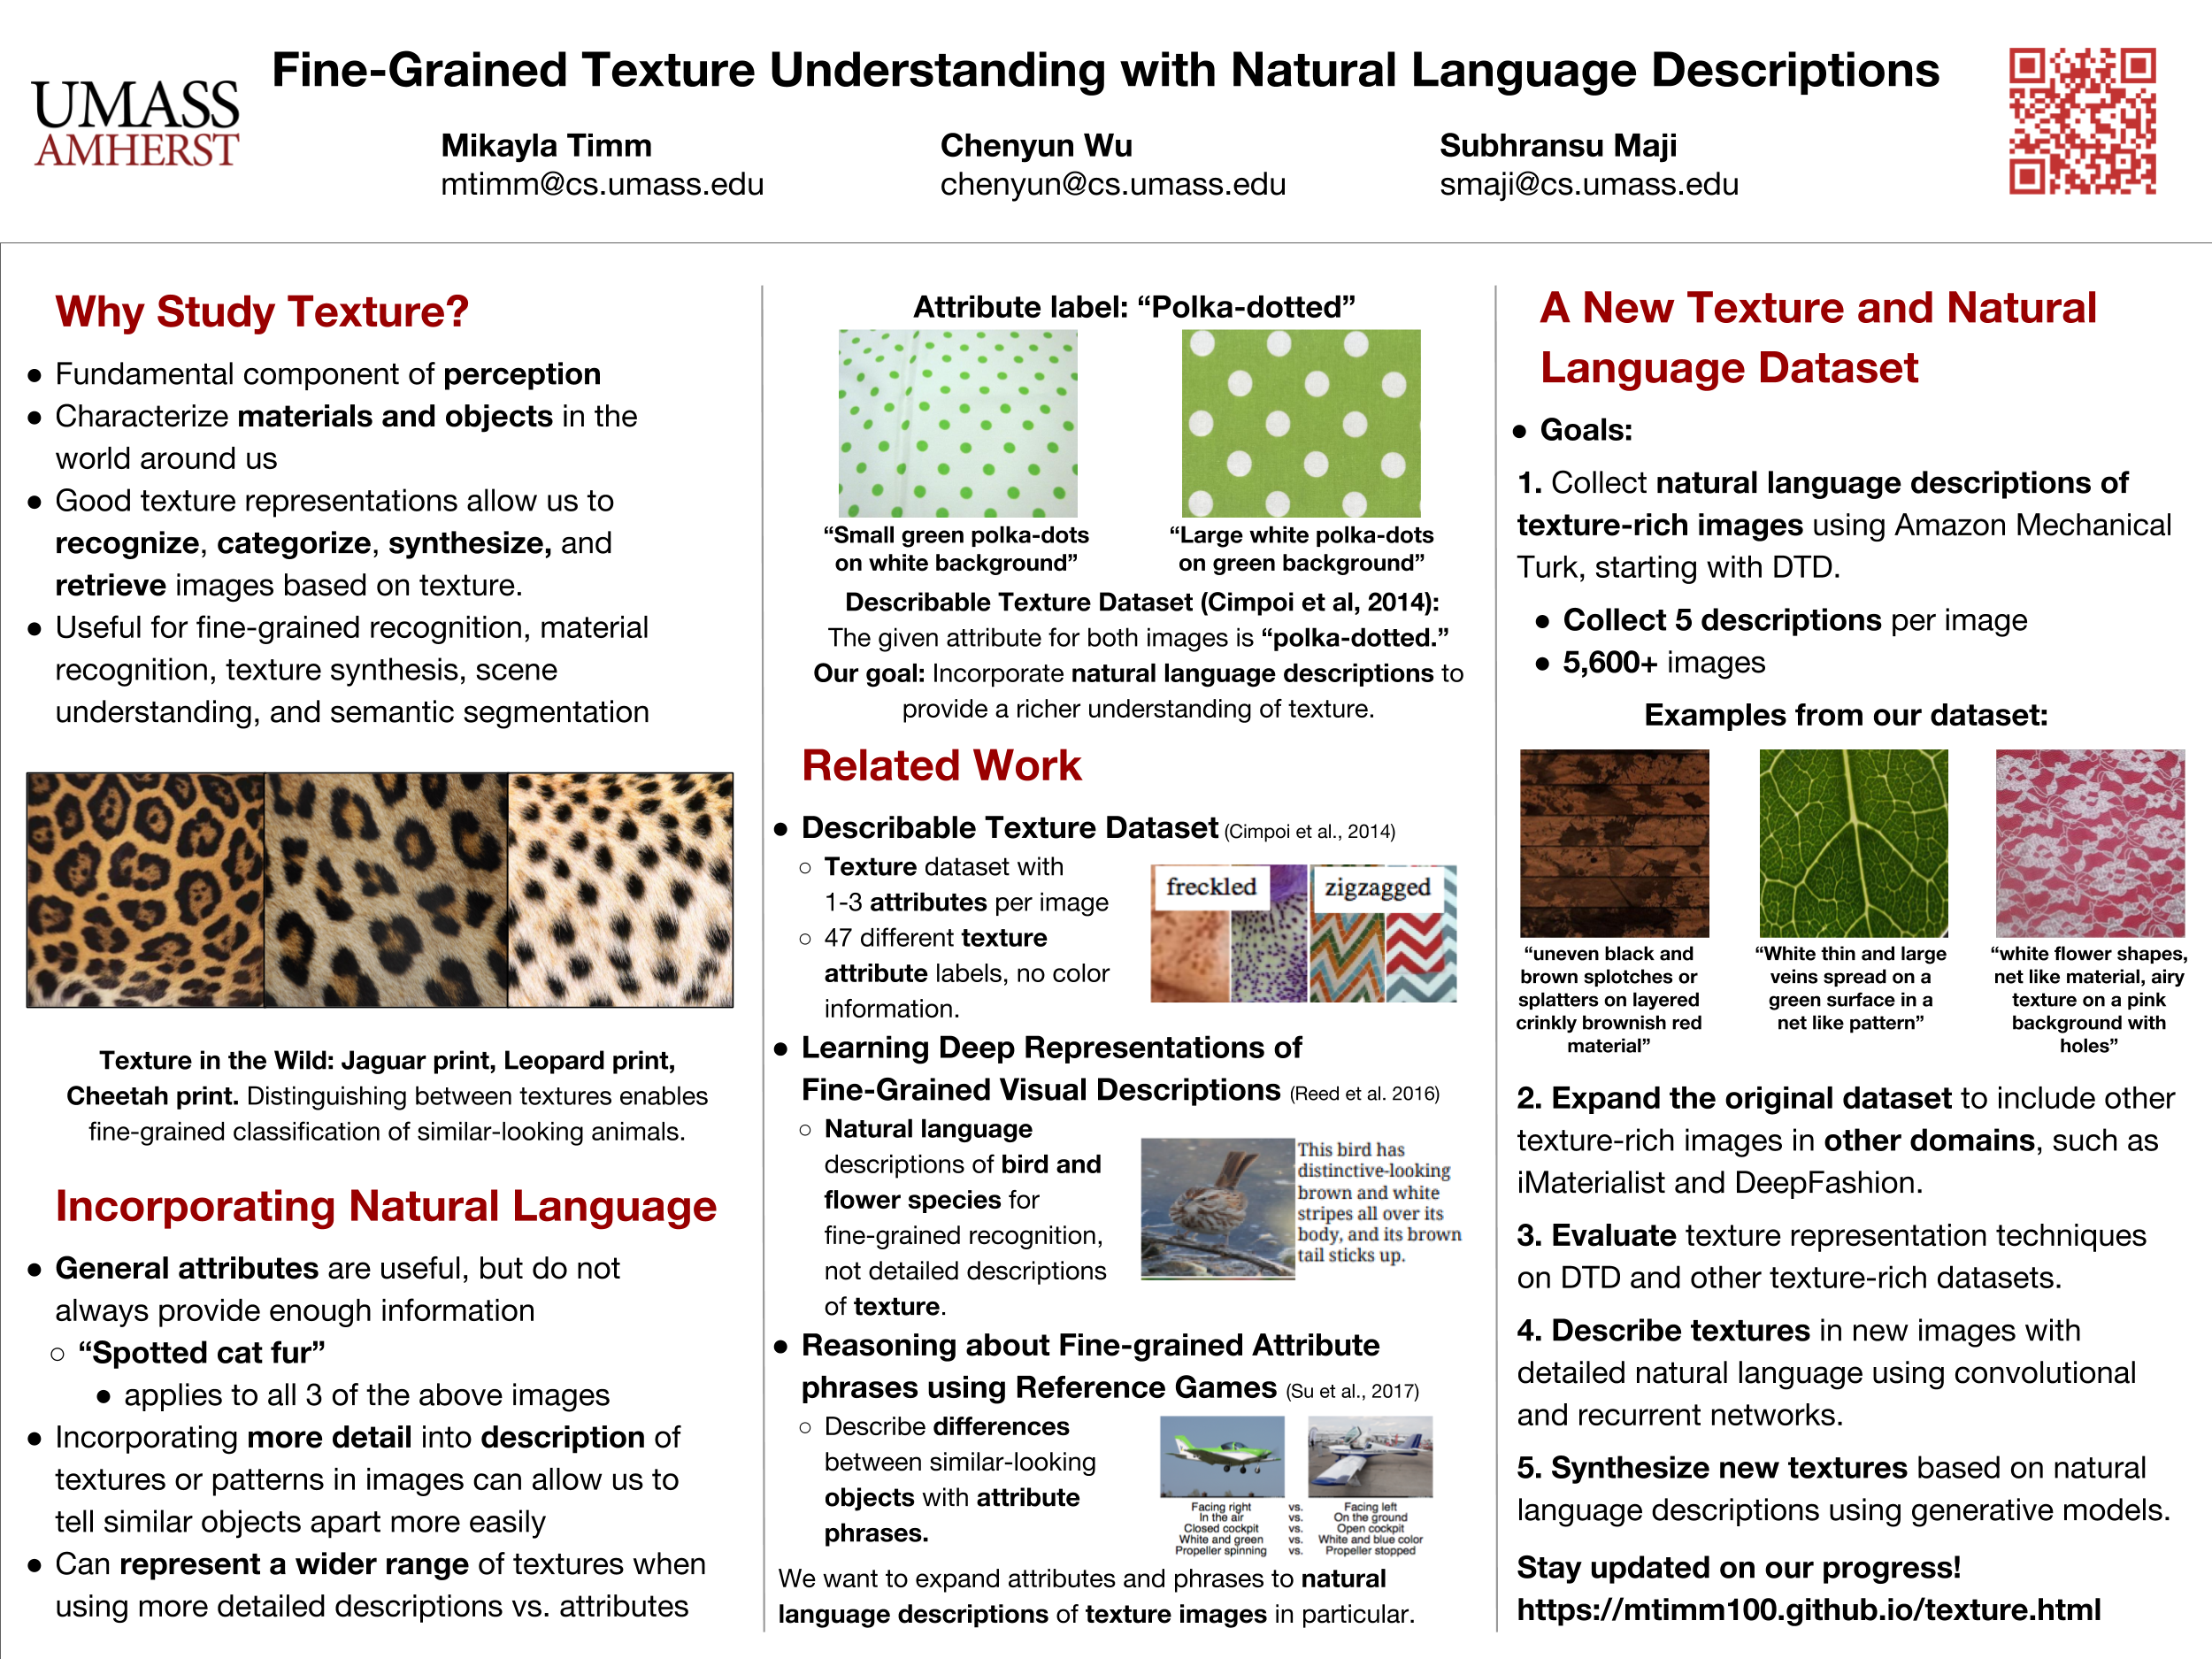 Fine-Grained Texture Understanding with Natural Language Descriptions
UMASS
AMHERST
Mikayla Timm
mtimm@cs.umass.edu
Chenyun Wu
chenyun@cs.umass.edu
Subhransu Maji
smaji@cs.umass.edu
Why Study Texture?
● Fundamental component of perception
● Characterize materials and objects in the
world around us
● Good texture representations allow us to
recognize, categorize, synthesize, and
retrieve images based on texture.
● Useful for fine-grained recognition, material
recognition, texture synthesis, scene
understanding, and semantic segmentation
Texture in the Wild: Jaguar print, Leopard print,
Cheetah print. Distinguishing between textures enables
fine-grained classification of similar-looking animals.
Incorporating Natural Language
● General attributes are useful, but do not
always provide enough information
○ “Spotted cat fur”
● applies to all 3 of the above images
● Incorporating more detail into description of
textures or patterns in images can allow us to
tell similar objects apart more easily
● Can represent a wider range of textures when
using more detailed descriptions vs. attributes
Attribute label: “Polka-dotted”
“Small green polka-dots
on white background”
“Large white polka-dots
on green background”
Describable Texture Dataset (Cimpoi et al, 2014):
The given attribute for both images is “polka-dotted.”
Our goal: Incorporate natural language descriptions to
provide a richer understanding of texture.
Related Work
● Describable Texture Dataset (Cimpoi et al., 2014)
○ Texture dataset with
1-3 attributes per image
○ 47 different texture
attribute labels, no color
information.
freckled
zigzagged
● Learning Deep Representations of
Fine-Grained Visual Descriptions (Reed et al. 2016)
○ Natural language
descriptions of bird and
flower species for
fine-grained recognition,
not detailed descriptions
of texture.
This bird has
distinctive-looking
brown and white
stripes all over its
body, and its brown
tail sticks up.
● Reasoning about Fine-grained Attribute
phrases using Reference Games (Su et al., 2017)
○ Describe differences
between similar-looking
objects with attribute
phrases.
Facing right vs. Facing left
In the air vs. On the ground
Closed cockpit vs. Open cockpit
White and green vs. White and blue color
Propeller spinning vs. Propeller stopped
We want to expand attributes and phrases to natural
language descriptions of texture images in particular.
A New Texture and Natural
Language Dataset
● Goals:
1. Collect natural language descriptions of
texture-rich images using Amazon Mechanical
Turk, starting with DTD.
● Collect 5 descriptions per image
● 5,600+ images
Examples from our dataset:
“uneven black and
brown splotches or
splatters on layered
crinkly brownish red
material”
“White thin and large
veins spread on a
green surface in a
net like pattern”
“white flower shapes,
net like material, airy
texture on a pink
background with
holes”
2. Expand the original dataset to include other
texture-rich images in other domains, such as
iMaterialist and DeepFashion.
3. Evaluate texture representation techniques
on DTD and other texture-rich datasets.
4. Describe textures in new images with
detailed natural language using convolutional
and recurrent networks.
5. Synthesize new textures based on natural
language descriptions using generative models.
Stay updated on our progress!
https://mtimm100.github.io/texture.html